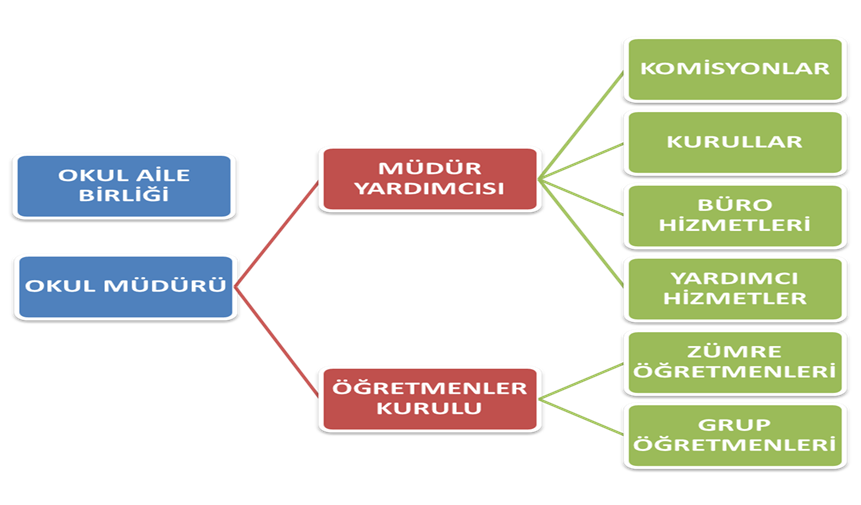 OKUL AİLE
BİRLİĞİ
OKUL MÜDÜRÜ
MÜDÜR
YARDIMCISI
ÖĞRETMENLER
KURULU
KOMİSYONLAR
KURULLAR
BÜRO
HİZMETLERİ
YARDIMCI
HİZMETLER
ZÜMRE
ÖĞRETMENLERİ
GRUP
ÖĞRETMENLERİ